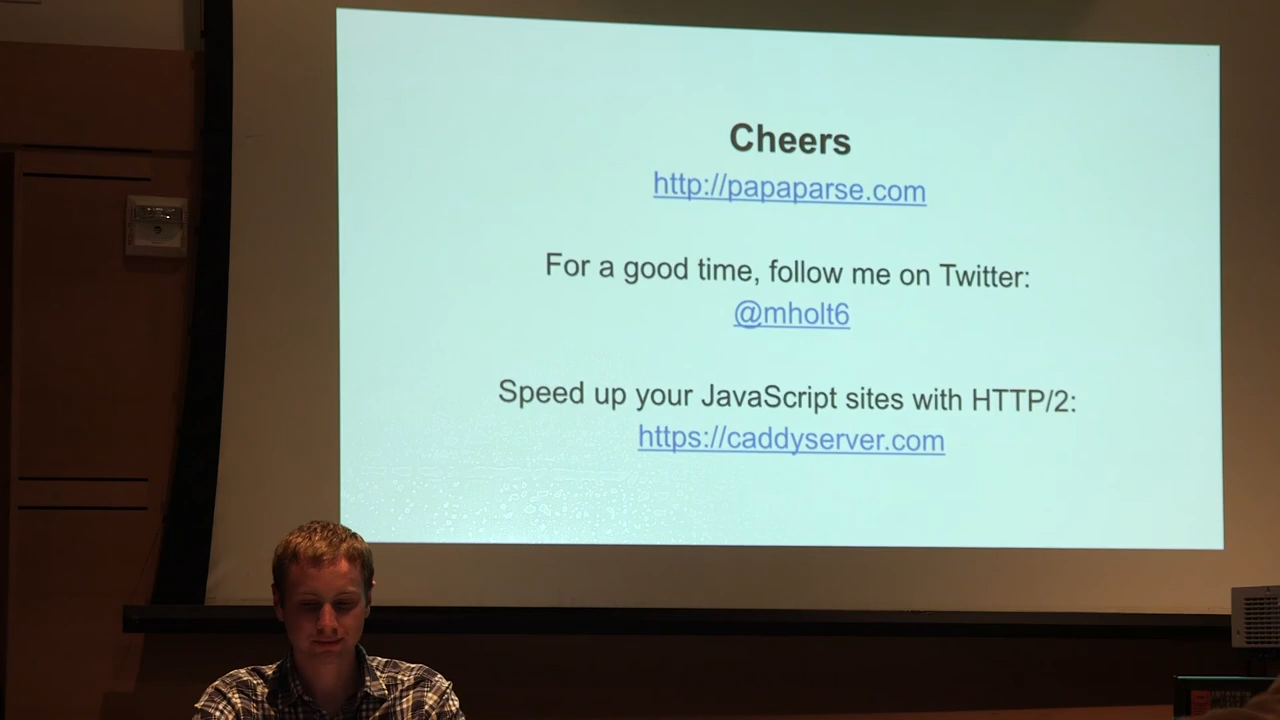 Cheers
http://papaparse.com
For a good time, follow me on Twitter:
@mholt6
Speed up your JavaScript sites with HTTP/2:
https://caddyserver.com